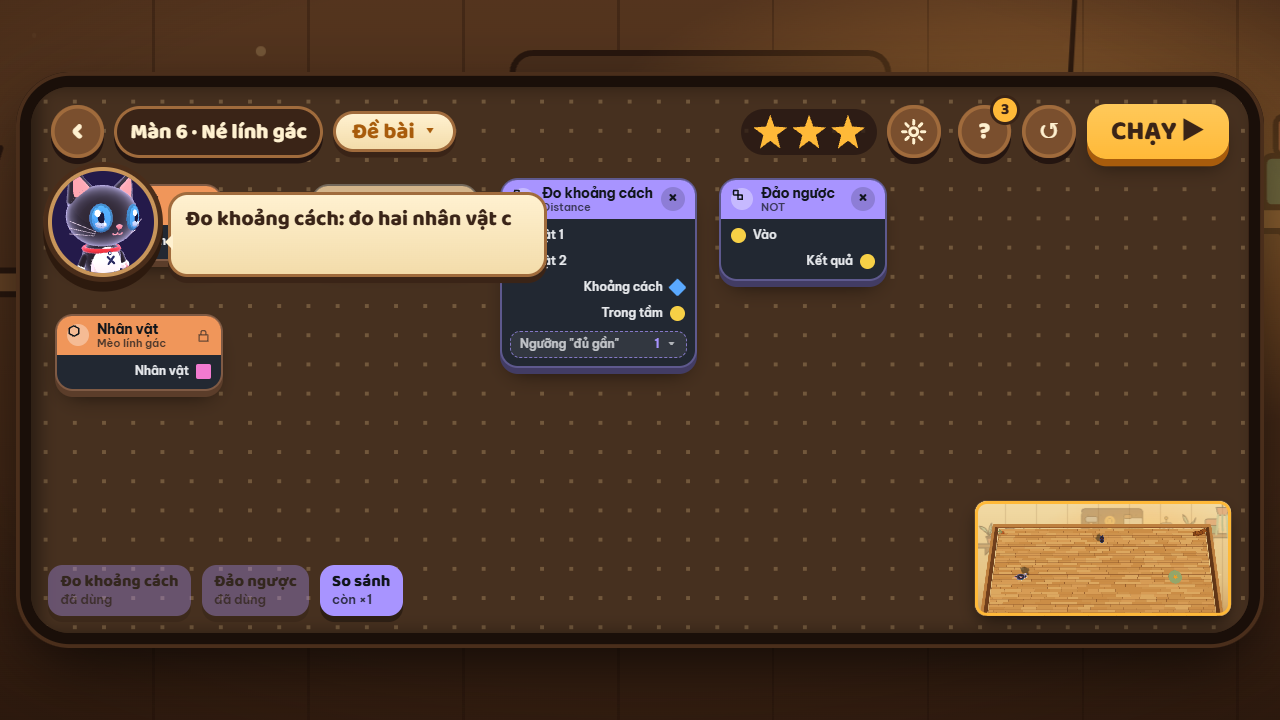 Màn 6 · Né lính gác
Đề bài
3
?
CHẠY
Đo khoảng cách: đo hai nhân vật c
Đo khoảng cách
Distance
ật 1
ật 2
Khoảng cách
Trong tầm
Ngưỡng "đủ gần" 1
Đảo ngược
NOT
Vào
Kết quả
Nhân vật
Mèo lính gác
Nhân vật
Đo khoảng cách
đã dùng
Đảo ngược
đã dùng
So sánh
còn ×1